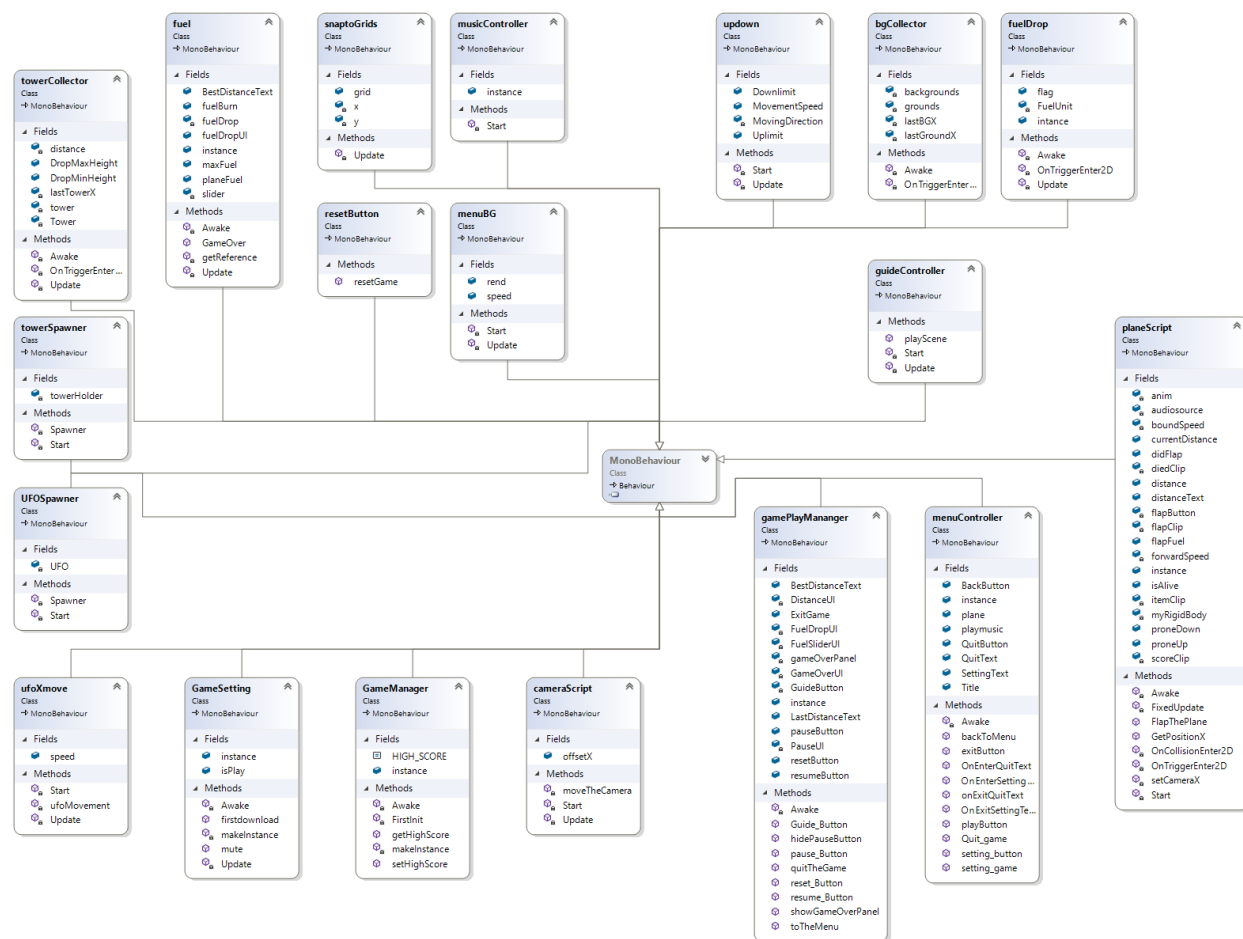 fuel
Class
MonoBehaviour
Fields
BestDistanceText
fuelBurn
fuelDrop
fuelDropUI
instance
maxFuel
planeFuel
slider
Methods
Awake
GameOver
getReference
Update
snaptoGrids
Class
MonoBehaviour
Fields
grid
x
y
Methods
Update
musicController
Class
MonoBehaviour
Fields
instance
Methods
Start
updown
Class
MonoBehaviour
Fields
Downlimit
MovementSpeed
MovingDirection
Uplimit
Methods
Start
Update
bgCollector
Class
MonoBehaviour
Fields
backgrounds
grounds
lastBGX
lastGroundX
Methods
Awake
OnTriggerEnter...
fuelDrop
Class
MonoBehaviour
Fields
flag
FuelUnit
intance
Methods
Awake
OnTriggerEnter2D
Update
towerCollector
Class
MonoBehaviour
Fields
distance
DropMaxHeight
DropMinHeight
lastTowerX
tower
Tower
Methods
Awake
OnTriggerEnter...
Update
resetButton
Class
MonoBehaviour
Methods
resetGame
menuBG
Class
MonoBehaviour
Fields
rend
speed
Methods
Start
Update
guideController
Class
MonoBehaviour
Methods
playScene
Start
Update
towerSpawner
Class
MonoBehaviour
Fields
towerHolder
Methods
Spawner
Start
planeScript
Class
MonoBehaviour
Fields
anim
audiosource
boundSpeed
currentDistance
didFlap
diedClip
distance
distanceText
flapButton
flapClip
flapFuel
forwardSpeed
instance
isAlive
itemClip
myRigidBody
proneDown
proneUp
scoreClip
Methods
Awake
FixedUpdate
FlapThePlane
GetPositionX
OnCollisionEnter2D
OnTriggerEnter2D
setCameraX
Start
MonoBehaviour
Class
Behaviour
UFOSpawner
Class
MonoBehaviour
Fields
UFO
Methods
Spawner
Start
gamePlayMananger
Class
MonoBehaviour
Fields
BestDistanceText
DistanceUI
ExitGame
FuelDropUI
FuelSliderUI
gameOverPanel
GameOverUI
GuideButton
instance
LastDistanceText
pauseButton
PauseUI
resetButton
resumeButton
Methods
Awake
Guide_Button
hidePauseButton
pause_Button
quitTheGame
reset_Button
resume_Button
showGameOverPanel
toTheMenu
menuController
Class
MonoBehaviour
Fields
BackButton
instance
plane
playmusic
QuitButton
QuitText
SettingText
Title
Methods
Awake
backToMenu
exitButton
OnEnterQuitText
OnEnterSetting...
onExitQuitText
OnExitSettingTe...
playButton
Quit_game
setting_button
setting_game
ufoXmove
Class
MonoBehaviour
Fields
speed
Methods
Start
ufoMovement
Update
GameSetting
Class
MonoBehaviour
Fields
instance
isPlay
Methods
Awake
firstdownload
makeInstance
mute
Update
GameManager
Class
MonoBehaviour
Fields
HIGH_SCORE
instance
Methods
Awake
FirstInit
getHighScore
makeInstance
setHighScore
cameraScript
Class
MonoBehaviour
Fields
offsetX
Methods
moveTheCamera
Start
Update